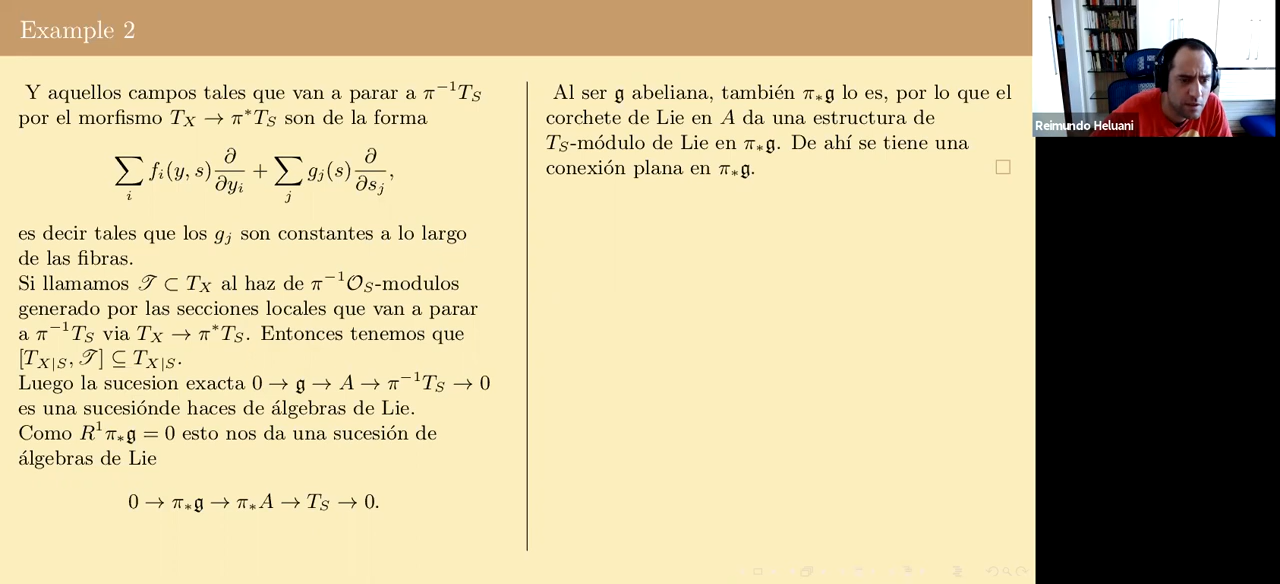 Example 2
Y aquellos campos tales que van a parar a π⁻¹T_S
por el morfismo T_X → π*T_S son de la forma
∑_i f_i(y, s) ∂/∂y_i + ∑_j g_j(s) ∂/∂s_j,
es decir tales que los g_j son constantes a lo largo
de las fibras.
Si llamamos 𝒯 ⊂ T_X al haz de π⁻¹𝒪_S-modulos
generado por las secciones locales que van a parar
a π⁻¹T_S via T_X → π*T_S. Entonces tenemos que
[T_{X|S}, 𝒯] ⊆ T_{X|S}.
Luego la sucesion exacta 0 → 𝔤 → A → π⁻¹T_S → 0
es una sucesiónde haces de álgebras de Lie.
Como R¹π_*𝔤 = 0 esto nos da una sucesión de
álgebras de Lie
0 → π_*𝔤 → π_*A → T_S → 0.
Al ser 𝔤 abeliana, también π_*𝔤 lo es, por lo que el
corchete de Lie en A da una estructura de
T_S-módulo de Lie en π_*𝔤. De ahí se tiene una
conexión plana en π_*𝔤. □
Reimundo Heluani